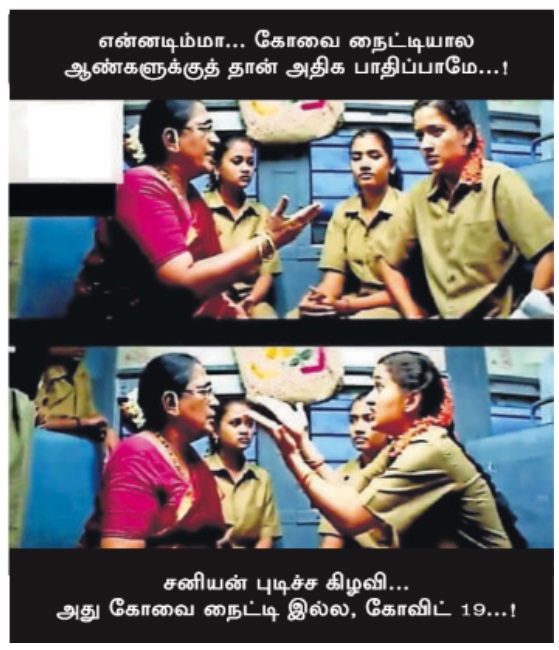 என்னடிம்மா... கோவை நைட்டியால
ஆண்களுக்குத் தான் அதிக பாதிப்பாமே...!
சனியன் புடிச்ச கிழவி...
அது கோவை நைட்டி இல்ல, கோவிட் 19...!